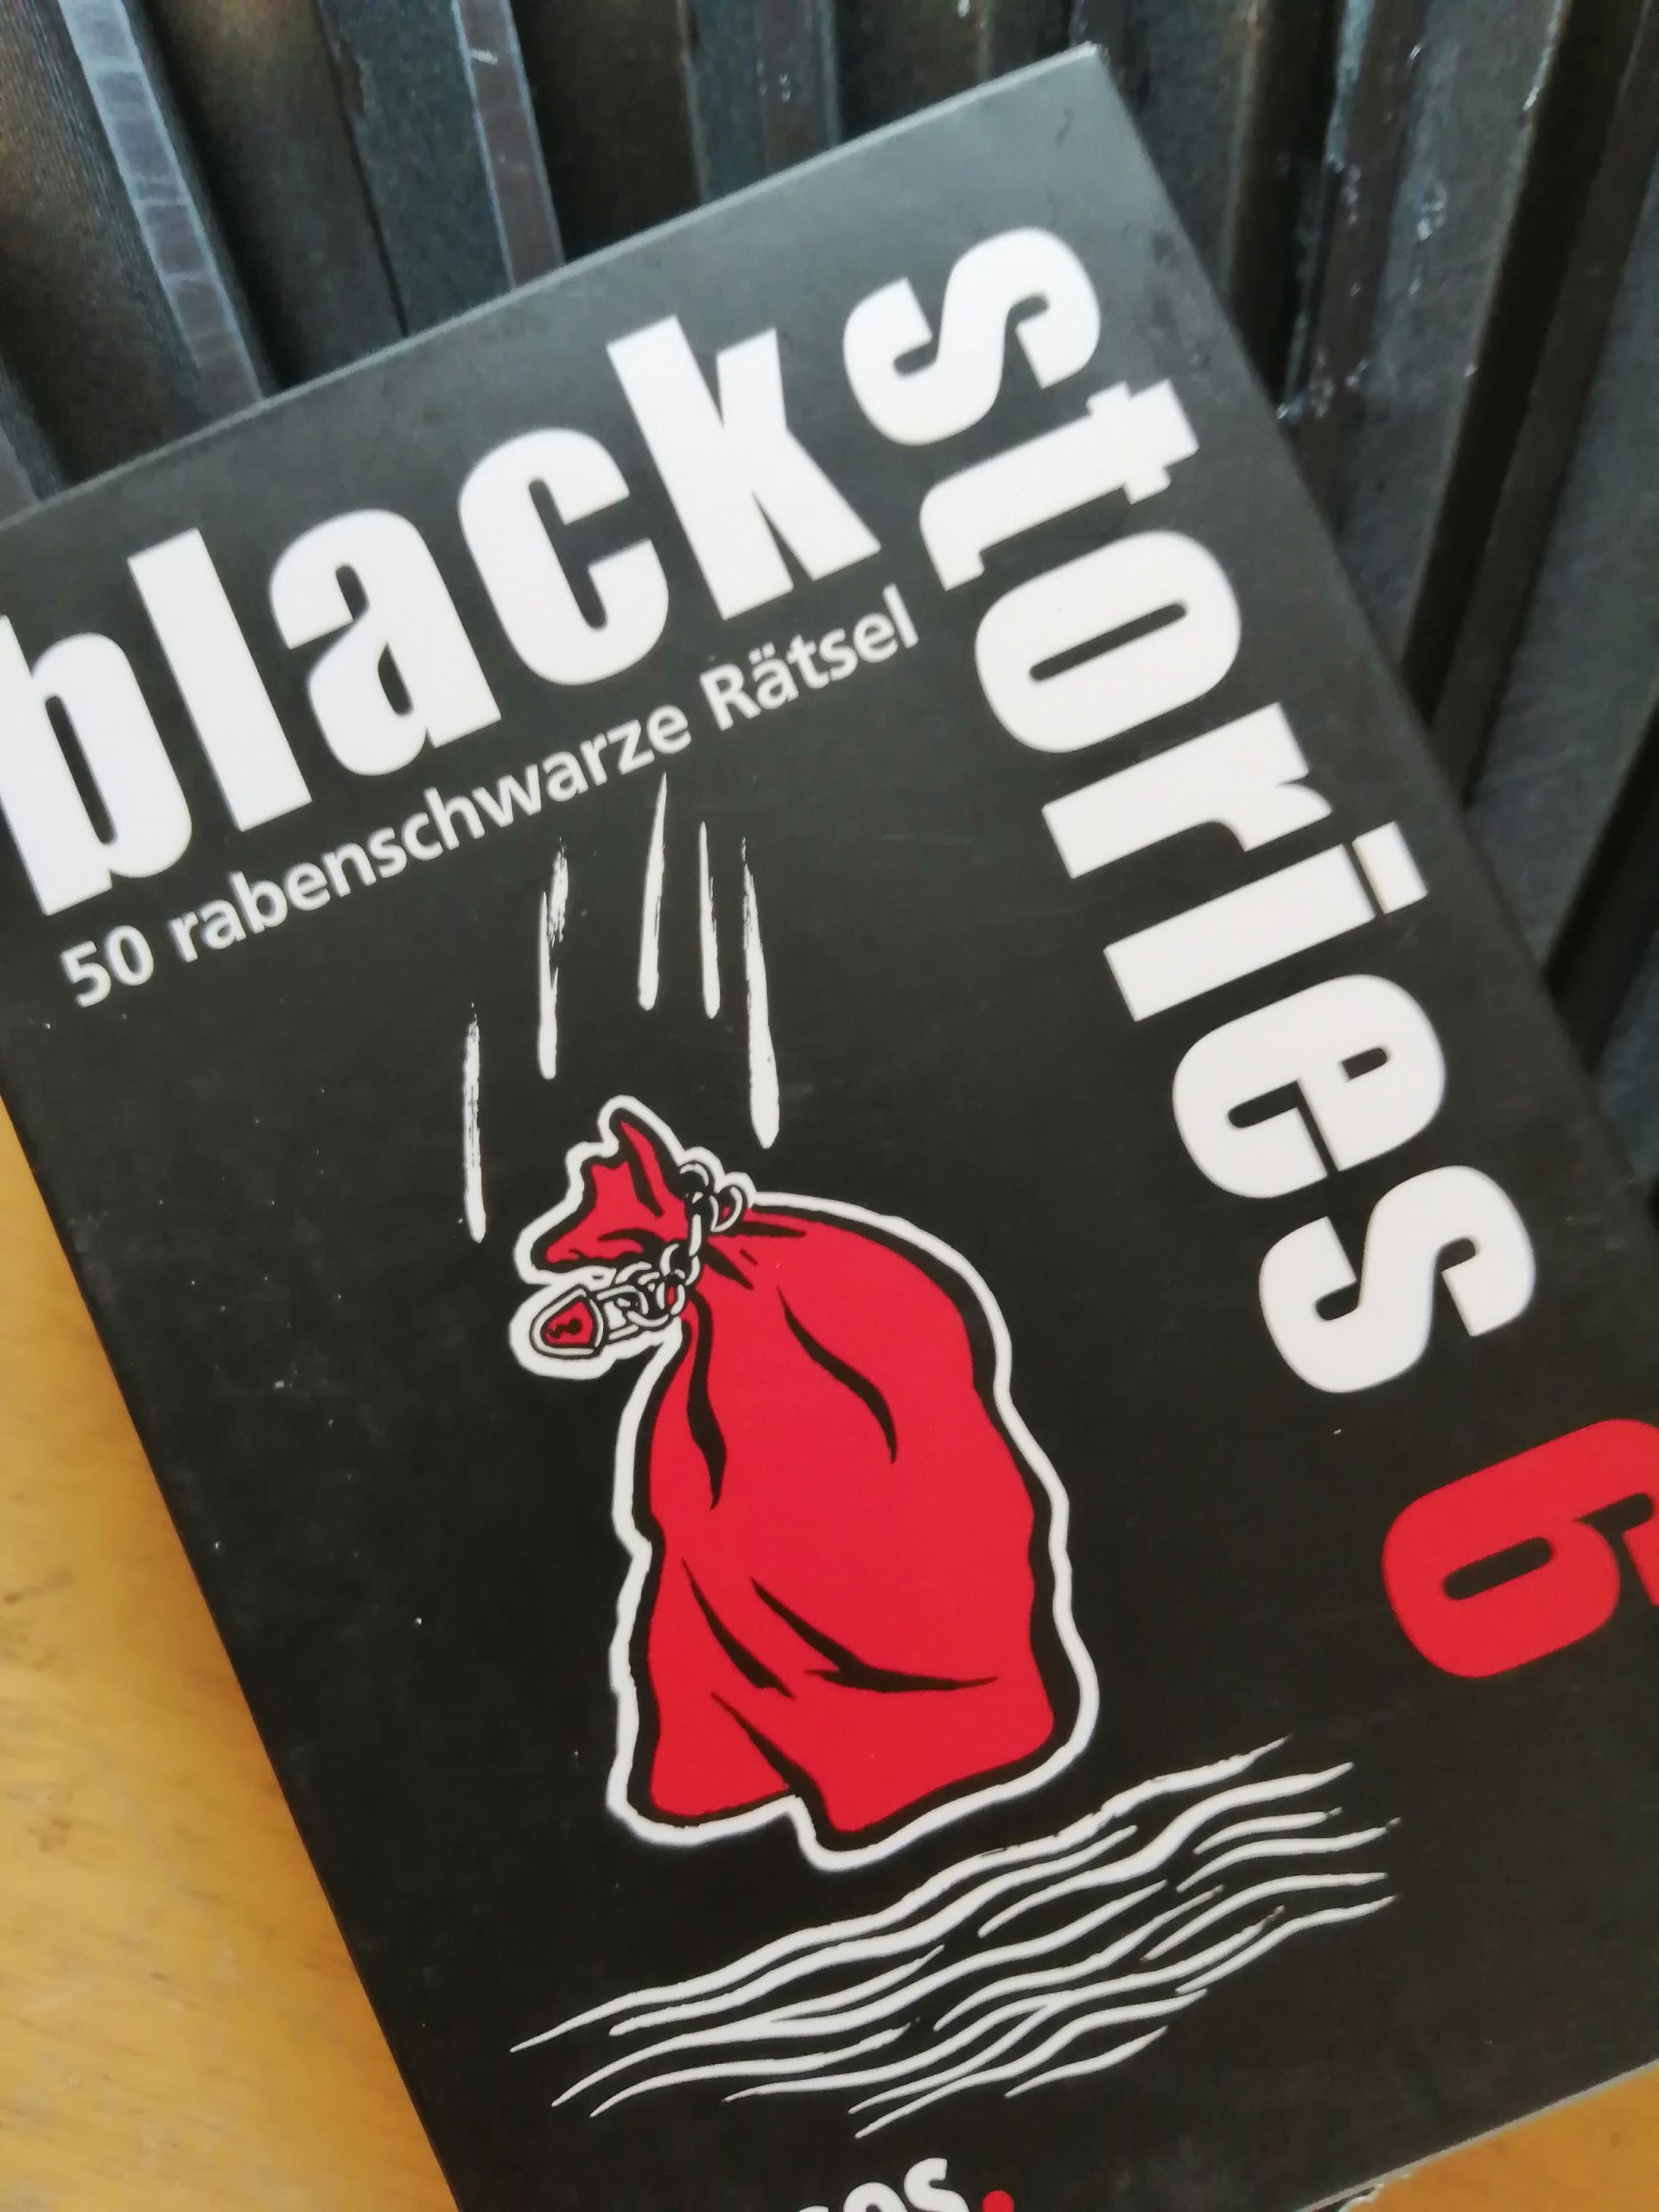 black
stories 6
50 rabenschwarze Rätsel